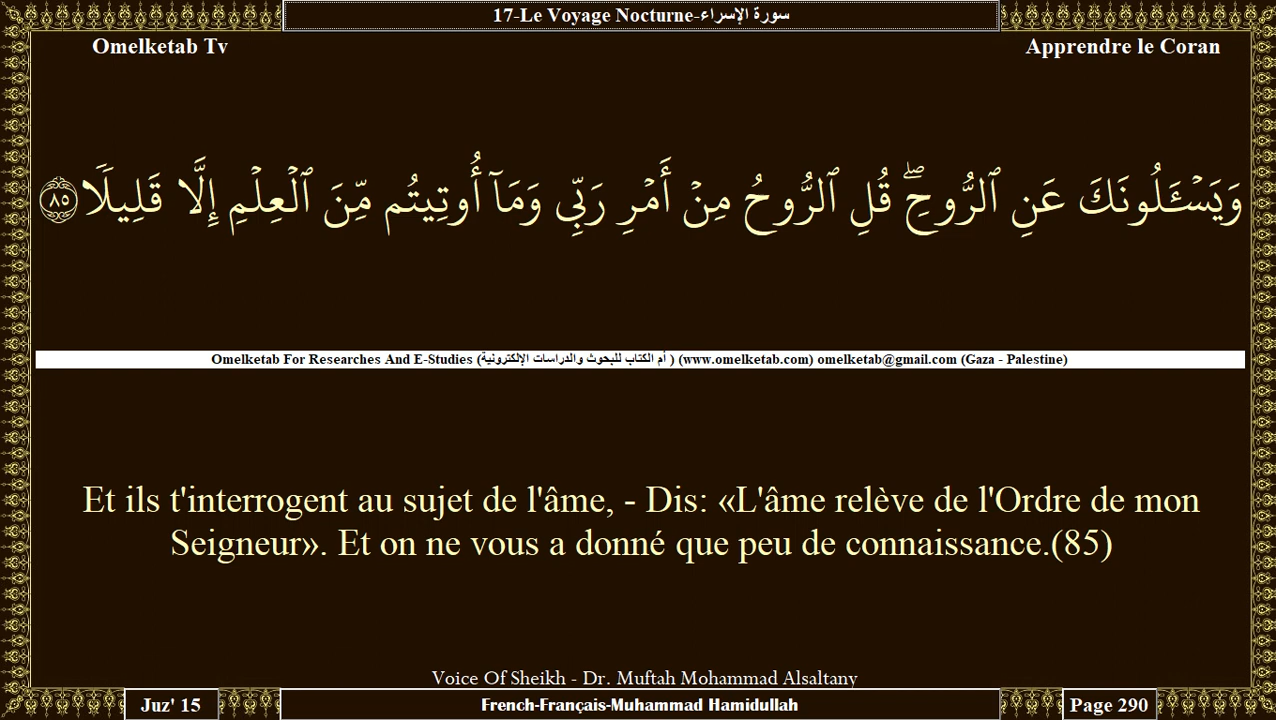 17-Le Voyage Nocturne-سورة الإسراء
Omelketab Tv
Apprendre le Coran
وَيَسْـَٔلُونَكَ عَنِ ٱلرُّوحِ ۖ قُلِ ٱلرُّوحُ مِنْ أَمْرِ رَبِّى وَمَآ أُوتِيتُم مِّنَ ٱلْعِلْمِ إِلَّا قَلِيلًا ٨٥
Omelketab For Researches And E-Studies (أم الكتاب للبحوث والدراسات الإلكترونية ) (www.omelketab.com) omelketab@gmail.com (Gaza - Palestine)
Et ils t'interrogent au sujet de l'âme, - Dis: «L'âme relève de l'Ordre de mon
Seigneur». Et on ne vous a donné que peu de connaissance.(85)
Voice Of Sheikh - Dr. Muftah Mohammad Alsaltany
Juz' 15
French-Français-Muhammad Hamidullah
Page 290